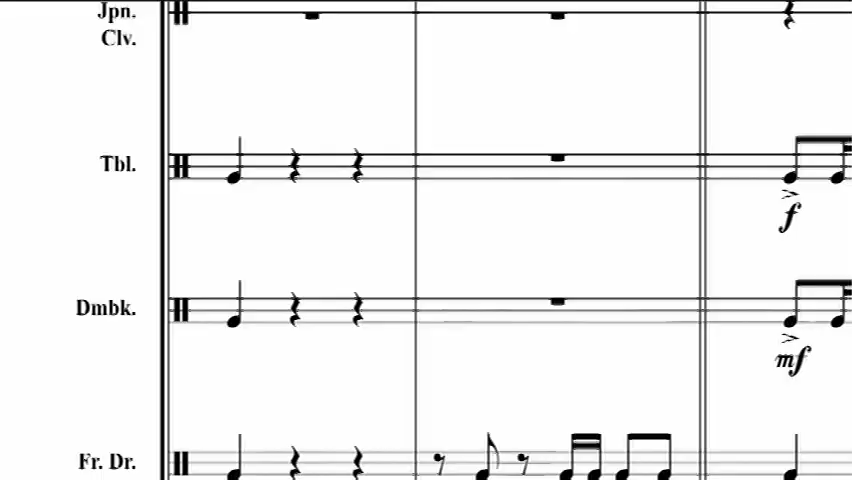 Jpn.
Clv.
Tbl.
f
Dmbk.
mf
Fr. Dr.